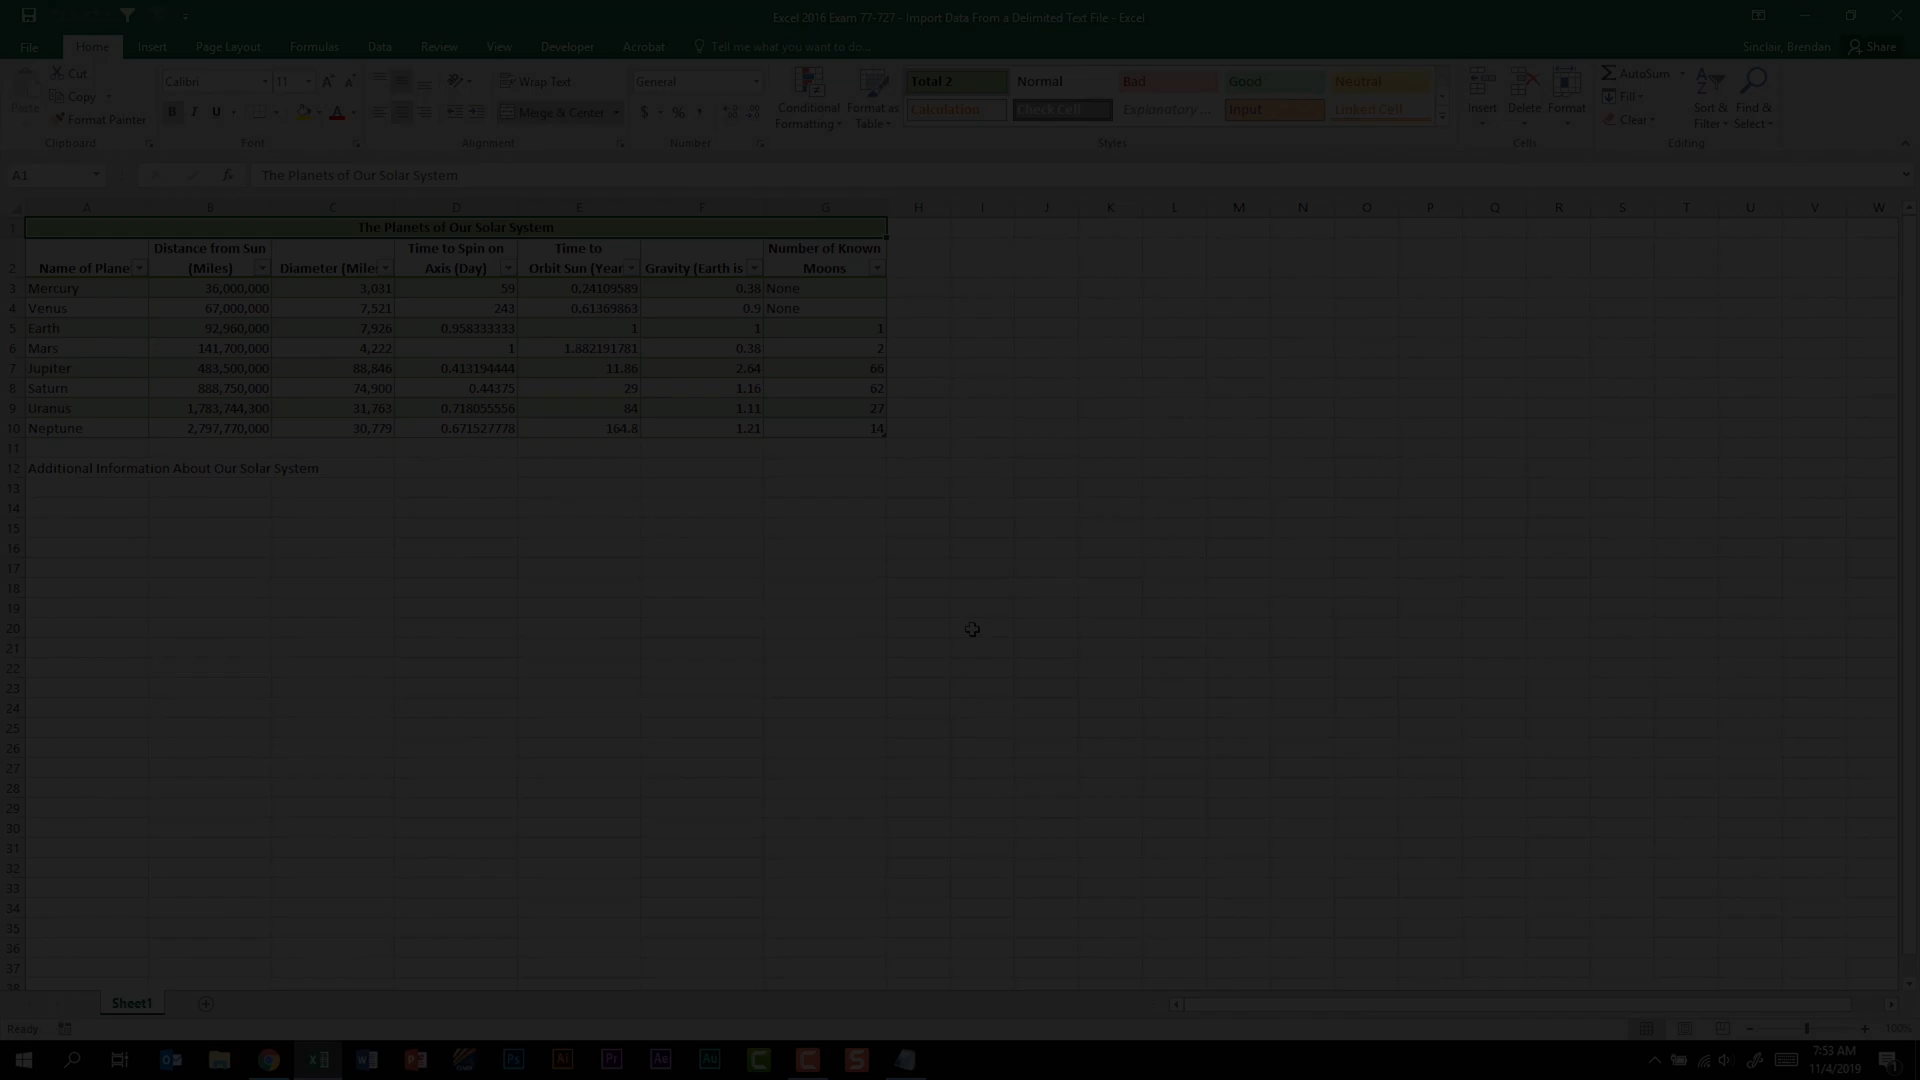 Excel 2016 Exam 77-727 - Import Data From a Delimited Text File - Excel
File Home Insert Page Layout Formulas Data Review View Developer Acrobat Tell me what you want to do... Sinclair, Brendan Share
Paste Cut Copy Format Painter
Calibri 11 B I U
Wrap Text Merge & Center
General $ % ,
Conditional Formatting Format as Table
Total 2 Normal Bad Good Neutral
Calculation Check Cell Explanatory ... Input Linked Cell
Insert Delete Format
AutoSum Fill Clear Sort & Filter Find & Select
Clipboard Font Alignment Number Styles Cells Editing
A1 fx The Planets of Our Solar System
A B C D E F G H I J K L M N O P Q R S T U V W
1 The Planets of Our Solar System
Distance from Sun Time to Spin on Time to Number of Known
2 Name of Plane (Miles) Diameter (Mile Axis (Day) Orbit Sun (Year Gravity (Earth is Moons
3 Mercury 36,000,000 3,031 59 0.24109589 0.38 None
4 Venus 67,000,000 7,521 243 0.61369863 0.9 None
5 Earth 92,960,000 7,926 0.958333333 1 1 1
6 Mars 141,700,000 4,222 1 1.882191781 0.38 2
7 Jupiter 483,500,000 88,846 0.413194444 11.86 2.64 66
8 Saturn 888,750,000 74,900 0.44375 29 1.16 62
9 Uranus 1,783,744,300 31,763 0.718055556 84 1.11 27
10 Neptune 2,797,770,000 30,779 0.671527778 164.8 1.21 14
11
12 Additional Information About Our Solar System
13
14
15
16
17
18
19
20
21
22
23
24
25
26
27
28
29
30
31
32
33
34
35
36
37
38
Sheet1
Ready 100%
7:53 AM
11/4/2019